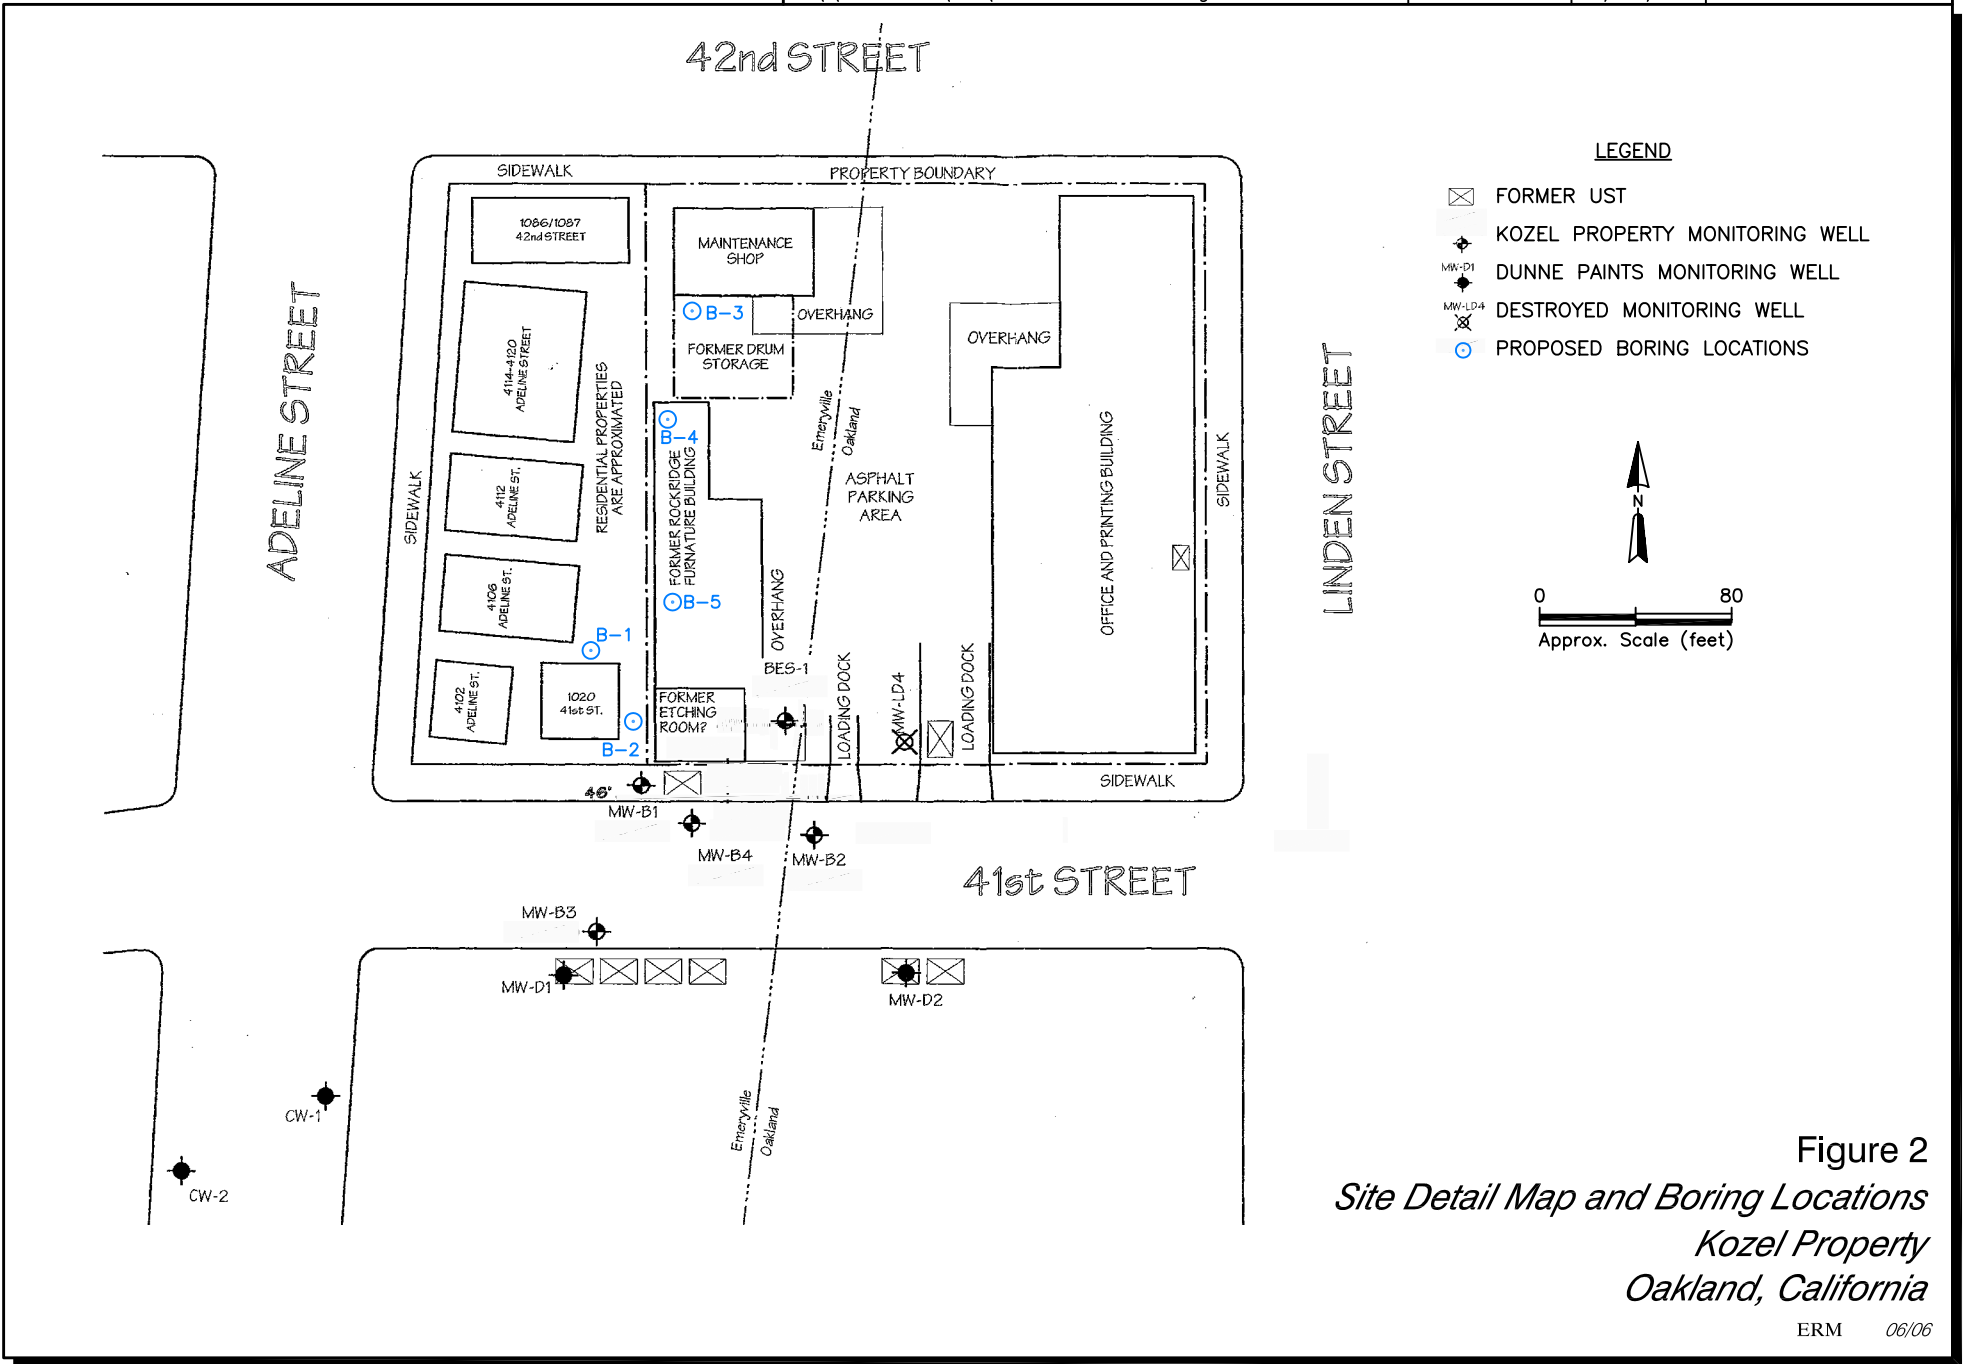 42nd STREET
SIDEWALK
PROPERTY BOUNDARY
1086/1087
42nd STREET
MAINTENANCE
SHOP
OVERHANG
B-3
FORMER DRUM
STORAGE
OVERHANG
4114-4120
ADELINE STREET
RESIDENTIAL PROPERTIES
ARE APPROXIMATED
ADELINE STREET
SIDEWALK
4112
ADELINE ST.
4106
ADELINE ST.
4102
ADELINE ST.
1020
41st ST.
B-1
B-2
B-4
FORMER ROCKRIDGE
FURNATURE BUILDING
B-5
OVERHANG
Emeryville
Oakland
ASPHALT
PARKING
AREA
OFFICE AND PRINTING BUILDING
SIDEWALK
LINDEN STREET
FORMER
ETCHING
ROOM?
BES-1
LOADING DOCK
MW-LD4
LOADING DOCK
SIDEWALK
46'
MW-B1
MW-B4
MW-B2
41st STREET
MW-B3
MW-D1
MW-D2
CW-1
CW-2
Emeryville
Oakland
LEGEND
FORMER UST
KOZEL PROPERTY MONITORING WELL
MW-D1
DUNNE PAINTS MONITORING WELL
MW-LD4
DESTROYED MONITORING WELL
PROPOSED BORING LOCATIONS
N
0 80
Approx. Scale (feet)
Figure 2
Site Detail Map and Boring Locations
Kozel Property
Oakland, California
ERM 06/06